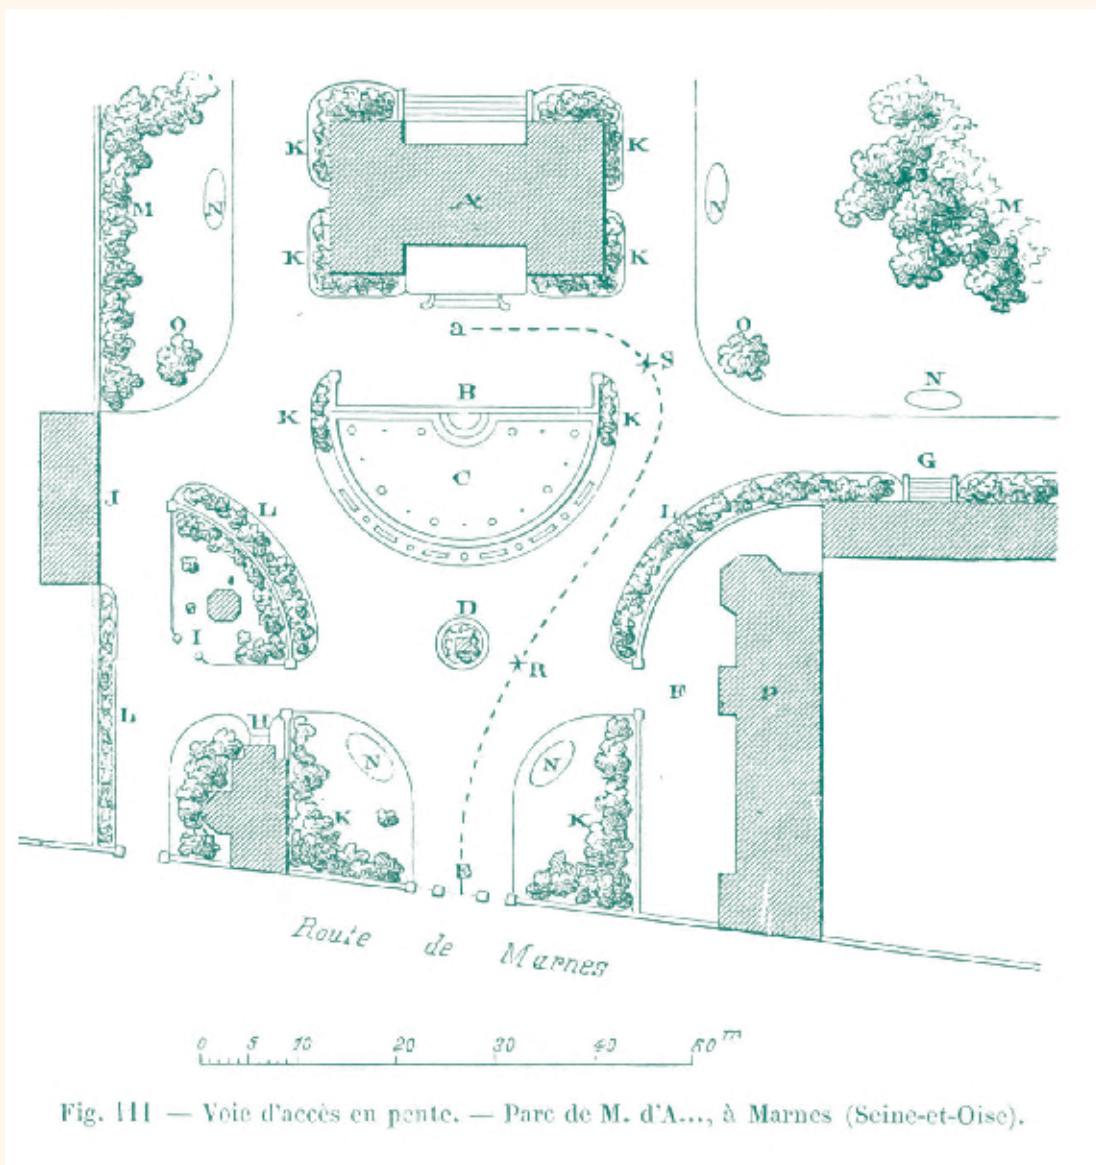 K K
A
M N K K N M
O a O
S
N
B
K K
C
G
J L L
D
I R
F P
L H
N N
K K
E
Route de Marnes
0 5 10 20 30 40 50 m
Fig. 111 — Voie d'accès en pente. — Parc de M. d'A..., à Marnes (Seine-et-Oise).